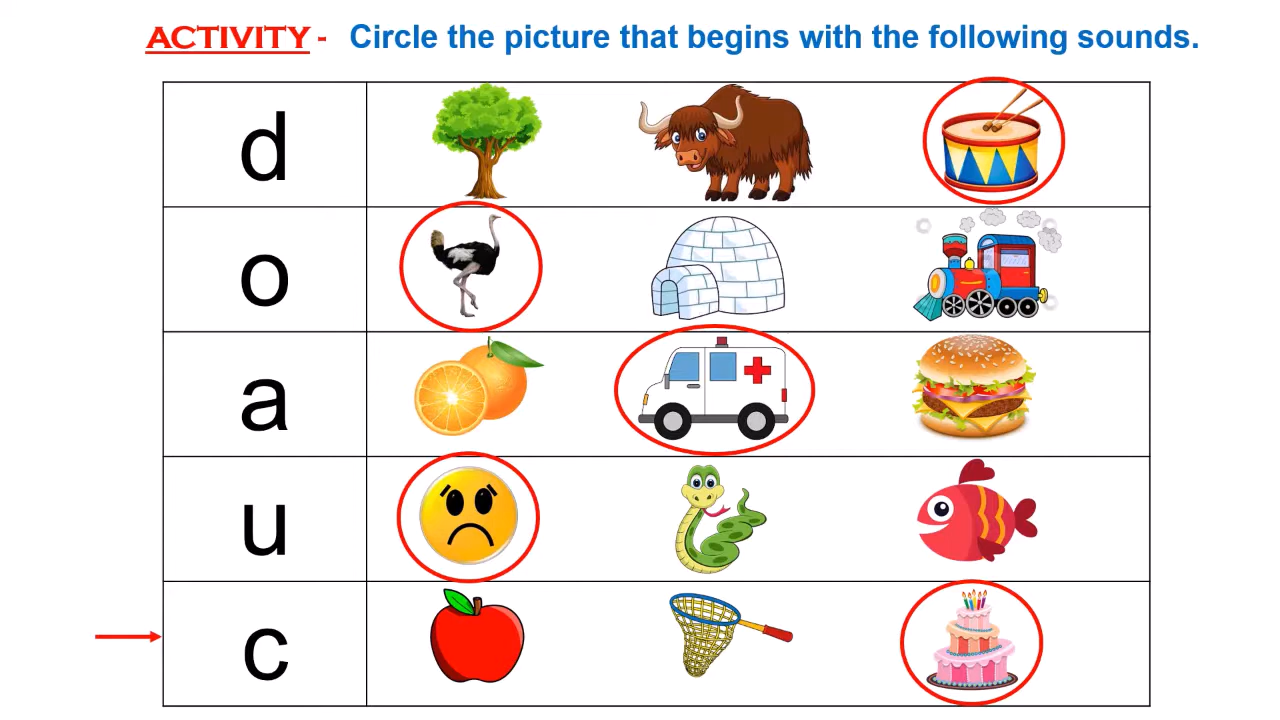 ACTIVITY - Circle the picture that begins with the following sounds.
d
o
a
u
c